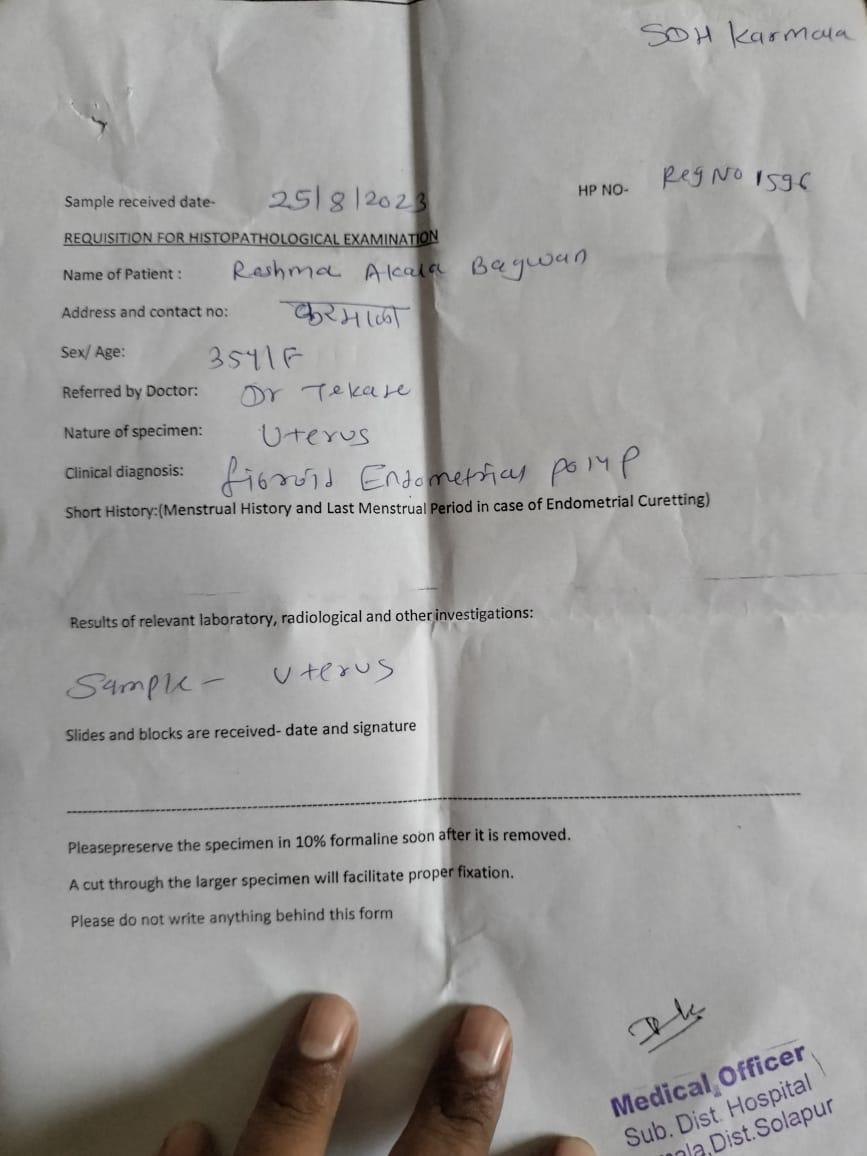 SDH Karmala
Sample received date- 25/8/2023
HP NO- Reg No 1596
REQUISITION FOR HISTOPATHOLOGICAL EXAMINATION
Name of Patient : Reshma Akala Bagwan
Address and contact no: करमाळा
Sex/ Age: 35y/F
Referred by Doctor: Dr Tekale
Nature of specimen: Uterus
Clinical diagnosis: fibroid Endometrial polyp
Short History:(Menstrual History and Last Menstrual Period in case of Endometrial Curetting)
Results of relevant laboratory, radiological and other investigations:
Sample - Uterus
Slides and blocks are received- date and signature
Pleasepreserve the specimen in 10% formaline soon after it is removed.
A cut through the larger specimen will facilitate proper fixation.
Please do not write anything behind this form
Medical Officer
Sub. Dist. Hospital
Dist.Solapur